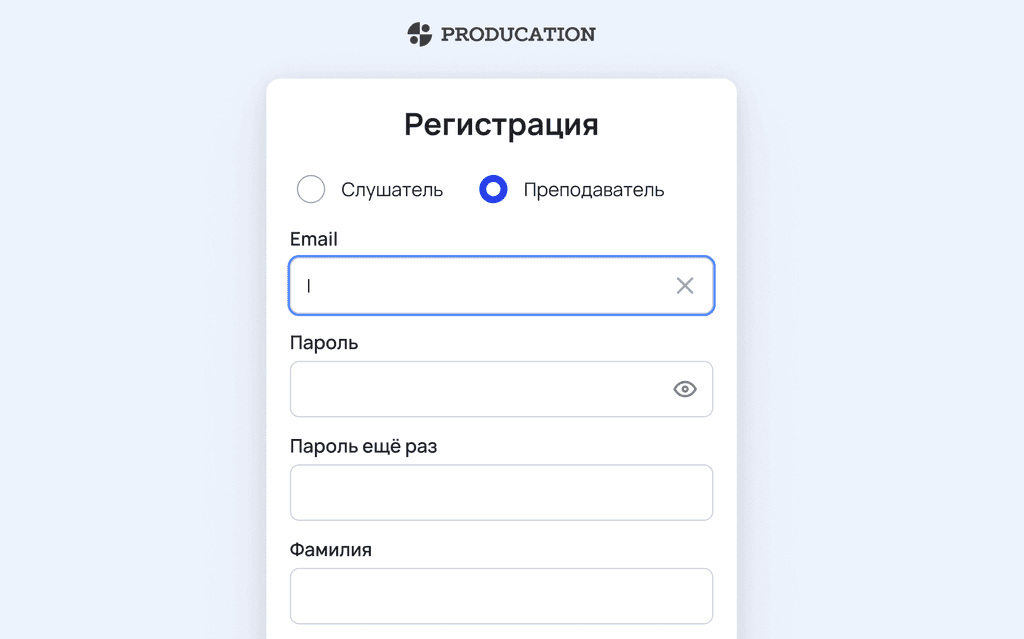 PRODUCATION
Регистрация
Слушатель Преподаватель
Email
Пароль
Пароль ещё раз
Фамилия